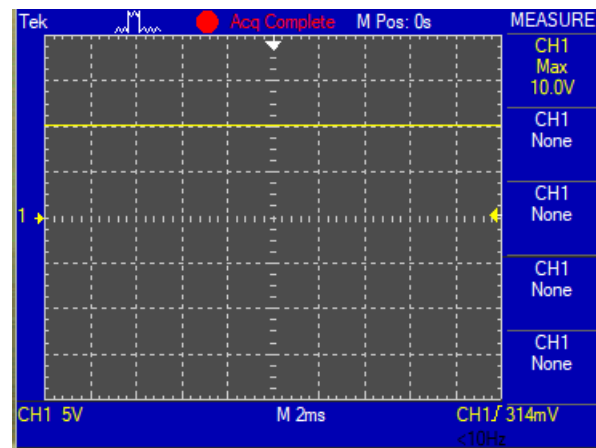 Tek Acq Complete M Pos: 0s MEASURE
CH1
Max
10.0V
CH1
None
CH1
None
1
CH1
None
CH1
None
CH1 5V M 2ms CH1 314mV
<10Hz